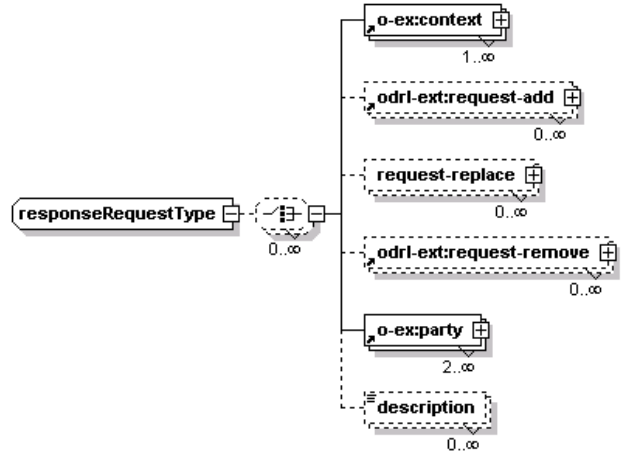 o-ex:context
1..∞
odrl-ext:request-add
0..∞
request-replace
0..∞
responseRequestType
0..∞
odrl-ext:request-remove
0..∞
o-ex:party
2..∞
description
0..∞